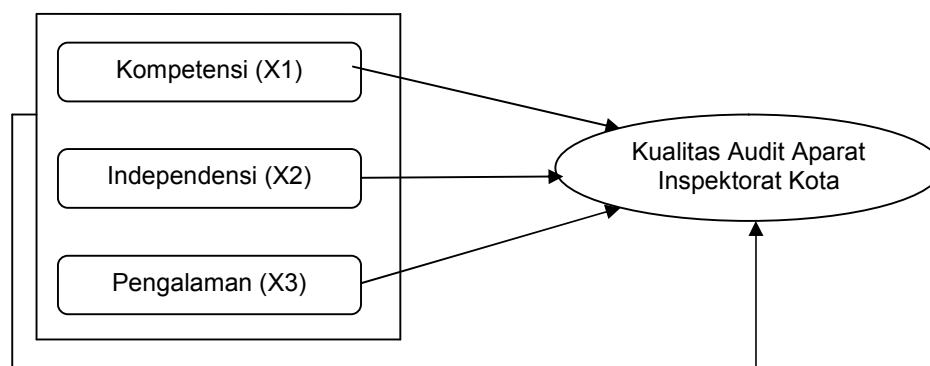 Kompetensi (X1)
Independensi (X2)
Pengalaman (X3)
Kualitas Audit Aparat
Inspektorat Kota